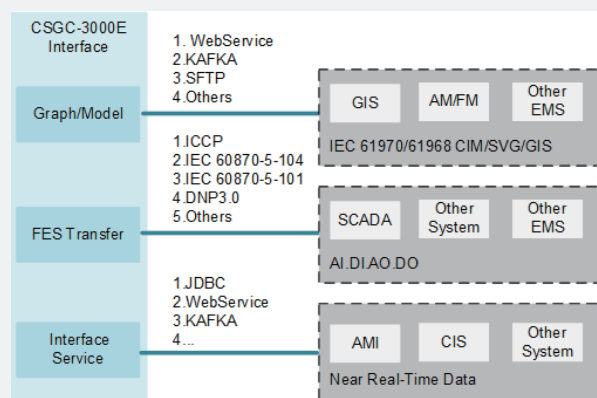 CSGC-3000E
Interface
1. WebService
2.KAFKA
3.SFTP
4.Others
Graph/Model
GIS
AM/FM
Other
EMS
IEC 61970/61968 CIM/SVG/GIS
1.ICCP
2.IEC 60870-5-104
3.IEC 60870-5-101
4.DNP3.0
5.Others
FES Transfer
SCADA
Other
System
Other
EMS
AI.DI.AO.DO
1.JDBC
2.WebService
3.KAFKA
4...
Interface
Service
AMI
CIS
Other
System
Near Real-Time Data